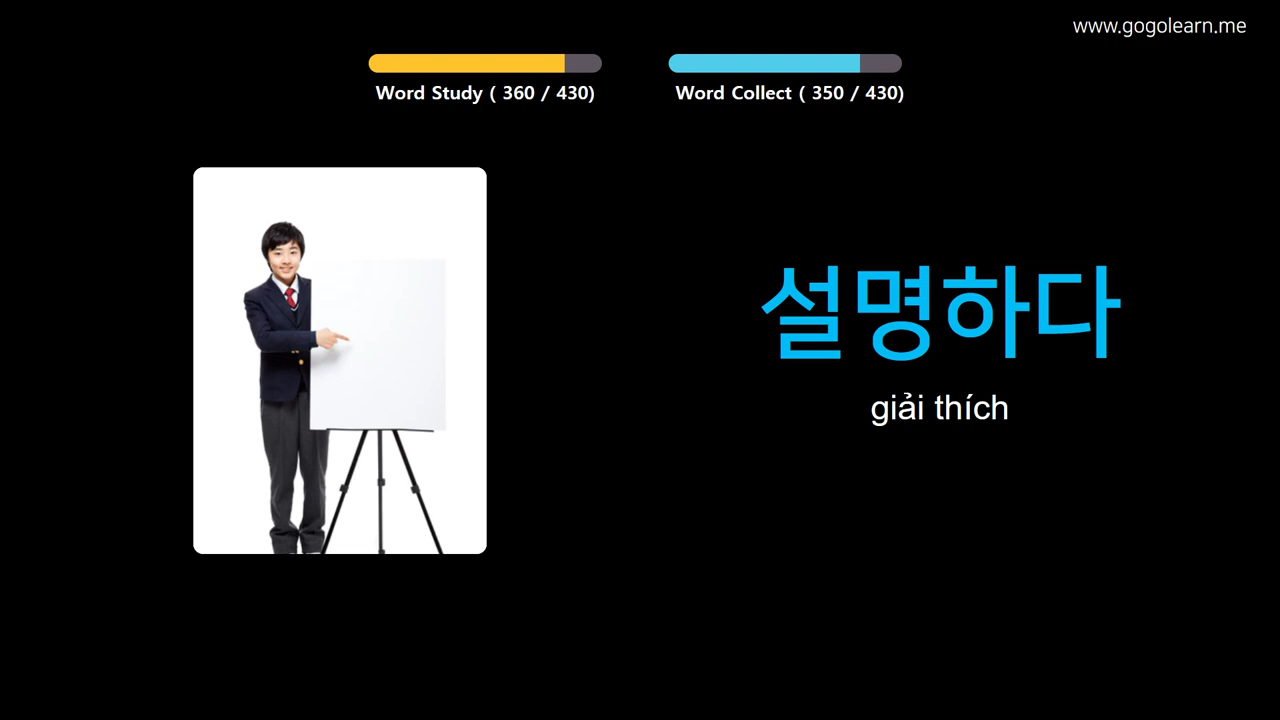 www.gogolearn.me
Word Study ( 360 / 430)
Word Collect ( 350 / 430)
설명하다
giải thích